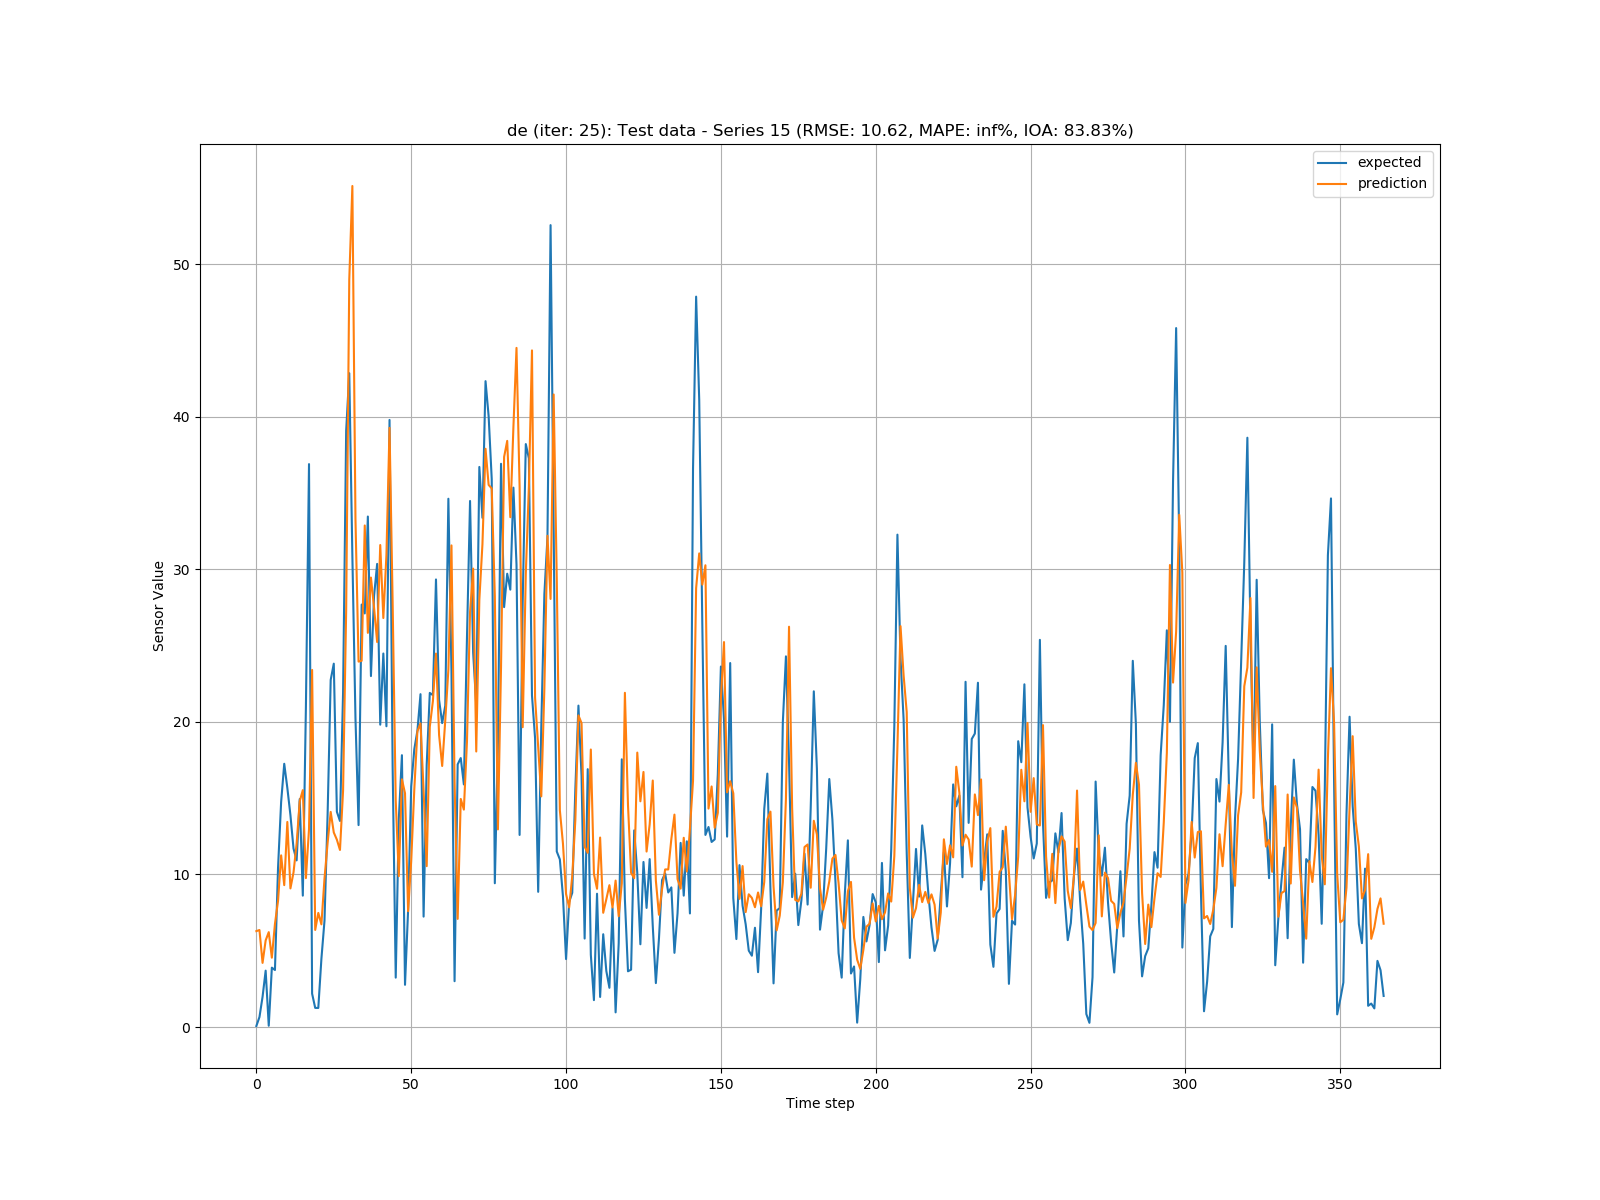 de (iter: 25): Test data - Series 15 (RMSE: 10.62, MAPE: inf%, IOA: 83.83%)
expected
prediction
50
40
30
20
10
0
Sensor Value
0 50 100 150 200 250 300 350
Time step